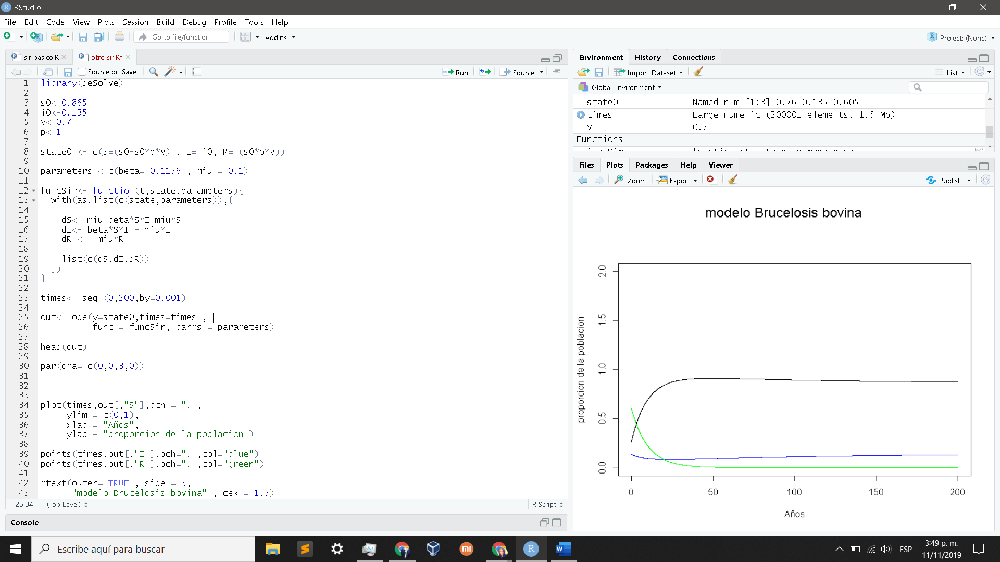 RStudio
File Edit Code View Plots Session Build Debug Profile Tools Help
Go to file/function Addins Project: (None)
sir basico.R otro sir.R*
Source on Save Run Source
1 library(deSolve)
2
3 s0<-0.865
4 i0<-0.135
5 v<-0.7
6 p<-1
7
8 state0 <- c(S=(s0-s0*p*v) , I= i0, R= (s0*p*v))
9
10 parameters <-c(beta= 0.1156 , miu = 0.1)
11
12 funcSir<- function(t,state,parameters){
13 with(as.list(c(state,parameters)),{
14
15 dS<- miu-beta*S*I-miu*S
16 dI<- beta*S*I - miu*I
17 dR <- -miu*R
18
19 list(c(dS,dI,dR))
20 })
21 }
22
23 times<- seq (0,200,by=0.001)
24
25 out<- ode(y=state0,times=times ,
26 func = funcSir, parms = parameters)
27
28 head(out)
29
30 par(oma= c(0,0,3,0))
31
32
33
34 plot(times,out[,"S"],pch = ".",
35 ylim = c(0,1),
36 xlab = "Años",
37 ylab = "proporcion de la poblacion")
38
39 points(times,out[,"I"],pch=".",col="blue")
40 points(times,out[,"R"],pch=".",col="green")
41
42 mtext(outer= TRUE , side = 3,
43 "modelo Brucelosis bovina" , cex = 1.5)
25:34 (Top Level) R Script
Console
Environment History Connections
Import Dataset List
Global Environment
state0 Named num [1:3] 0.26 0.135 0.605
times Large numeric (200001 elements, 1.5 Mb)
v 0.7
Functions
funcSir function (t, state, parameters)
Files Plots Packages Help Viewer
Zoom Export Publish
modelo Brucelosis bovina
proporcion de la poblacion
2.0
1.5
1.0
0.5
0.0
0 50 100 150 200
Años
Escribe aquí para buscar
ESP
3:49 p. m.
11/11/2019